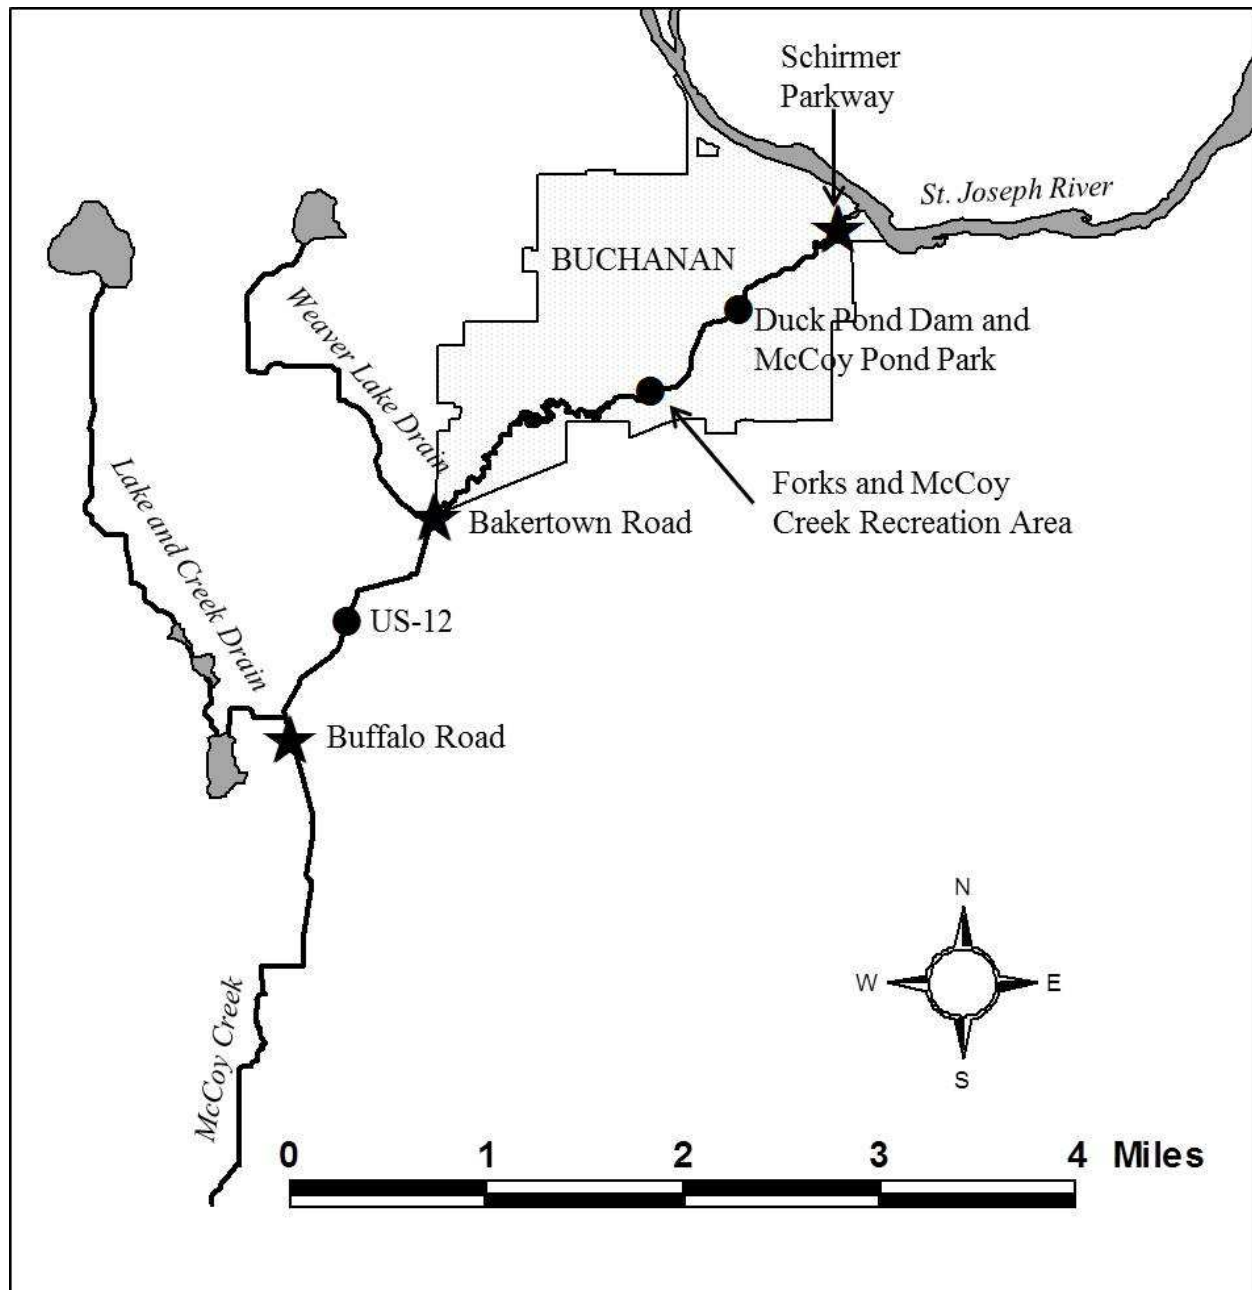 Schirmer
Parkway
St. Joseph River
BUCHANAN
Weaver Lake Drain
Duck Pond Dam and
McCoy Pond Park
Lake and Creek Drain
Forks and McCoy
Creek Recreation Area
Bakertown Road
US-12
Buffalo Road
McCoy Creek
N
W
E
S
0 1 2 3 4 Miles